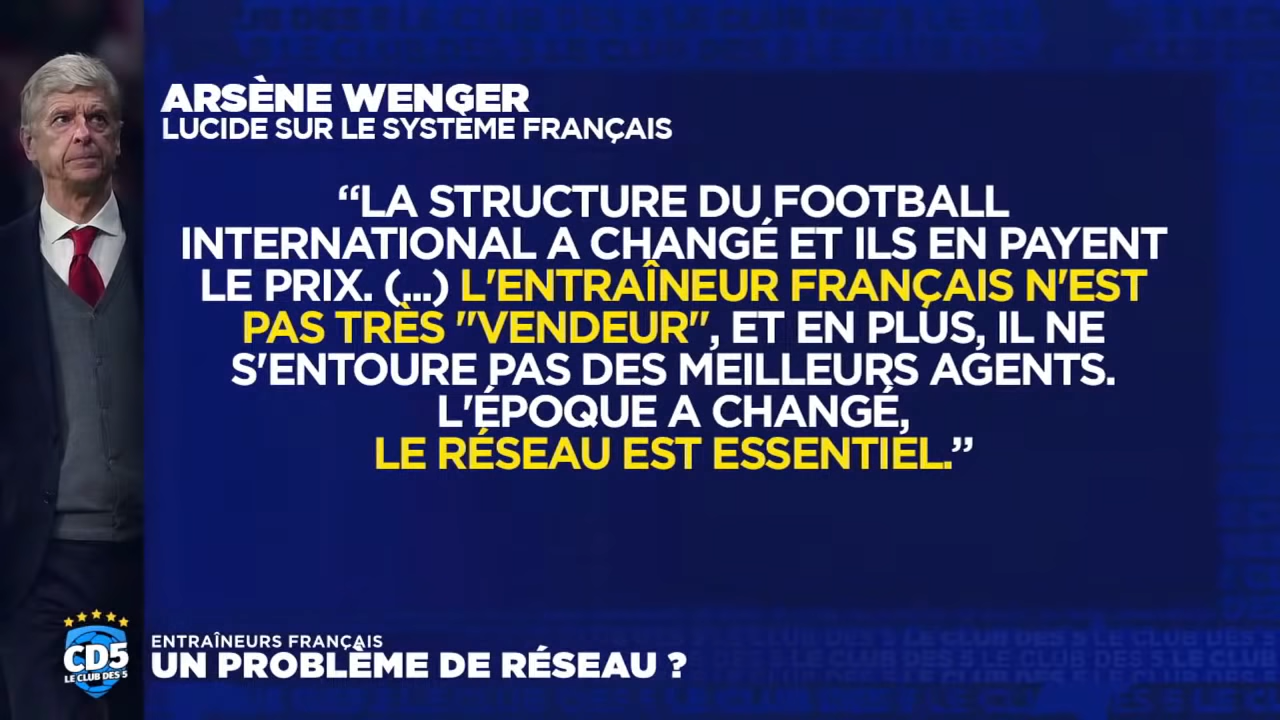 ARSÈNE WENGER
LUCIDE SUR LE SYSTÈME FRANÇAIS
“LA STRUCTURE DU FOOTBALL
INTERNATIONAL A CHANGÉ ET ILS EN PAYENT
LE PRIX. (...) L'ENTRAÎNEUR FRANÇAIS N'EST
PAS TRÈS "VENDEUR", ET EN PLUS, IL NE
S'ENTOURE PAS DES MEILLEURS AGENTS.
L'ÉPOQUE A CHANGÉ,
LE RÉSEAU EST ESSENTIEL.”
CD5
LE CLUB DES 5
ENTRAÎNEURS FRANÇAIS
UN PROBLÈME DE RÉSEAU ?